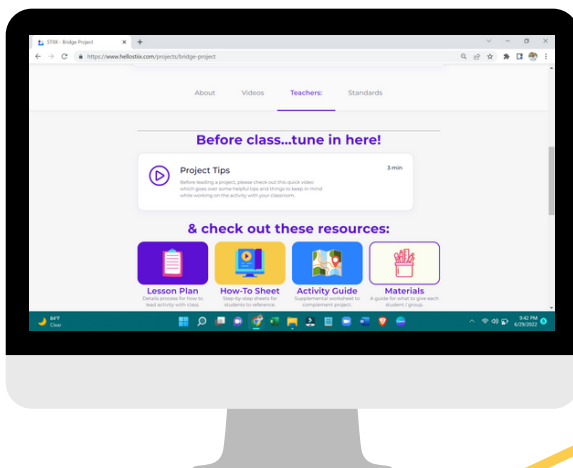 STIIX - Bridge Project
https://www.hellostiix.com/projects/bridge-project
About Videos Teachers: Standards
Before class...tune in here!
Project Tips
3 min
Before leading a project, please check out this quick video
which goes over some helpful tips and things to keep in mind
while working on the activity with your classroom.
& check out these resources:
Lesson Plan How-To Sheet Activity Guide Materials
Details process for how to Step-by-step sheets for Supplemental worksheet to A guide for what to give each
lead activity with class. students to reference. complement project. student / group.
84°F
Clear
9:42 PM
6/29/2022